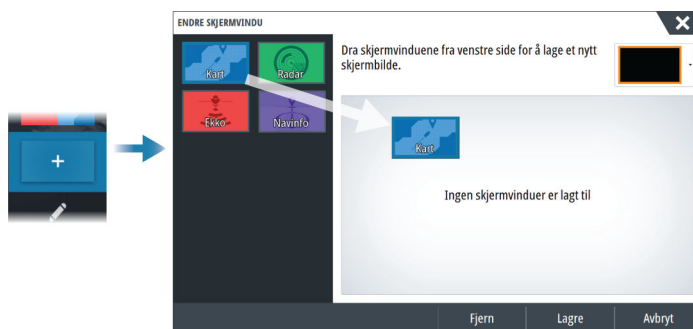 ENDRE SKJERMVINDU
Dra skjermvinduene fra venstre side for å lage et nytt
skjermbilde.
Kart
Radar
Ekko
Navinfo
Kart
Ingen skjermvinduer er lagt til
Fjern
Lagre
Avbryt